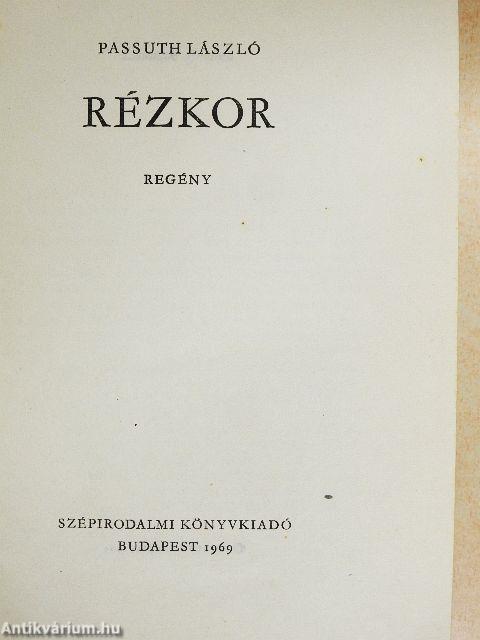 PASSUTH LÁSZLÓ
RÉZKOR
REGÉNY
SZÉPIRODALMI KÖNYVKIADÓ
BUDAPEST 1969
Antikvárium.hu